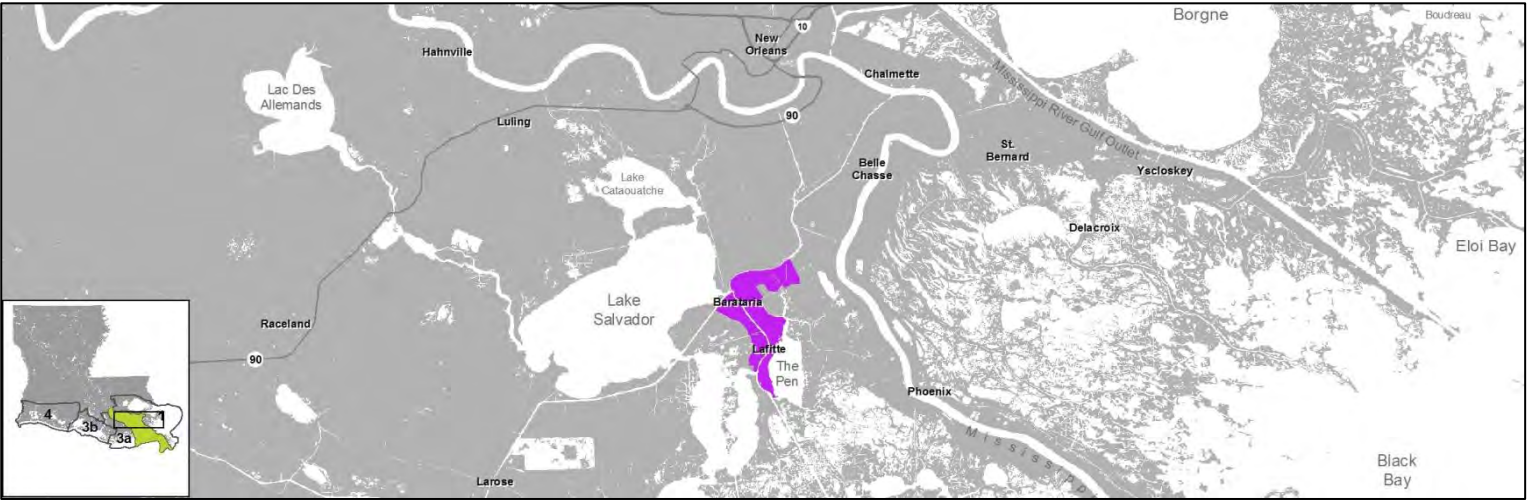 Borgne
Boudreau
10
New
Orleans
Hahnville
Chalmette
Mississippi River Gulf Outlet
Lac Des
Allemands
90
Luling
St.
Bernard
Belle
Chasse
Yscloskey
Lake
Cataouatche
Delacroix
Eloi Bay
Lake
Salvador
Barataria
Raceland
Lafitte
90
The
Pen
Phoenix
Mississipp
Black
Bay
Larose
4
3b
3a
1